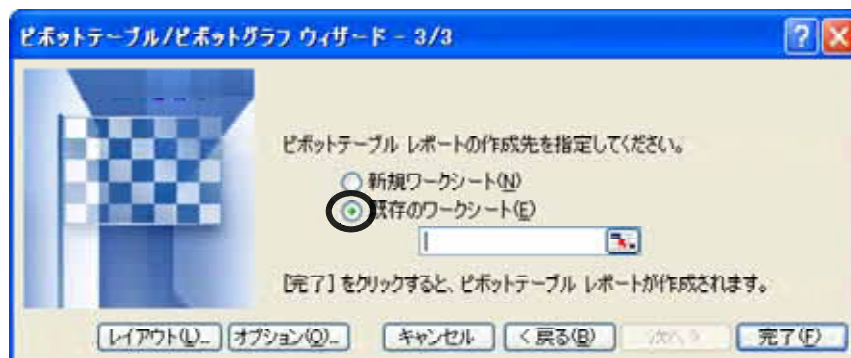 ピボットテーブル/ピボットグラフ ウィザード - 3/3
ピボットテーブル レポートの作成先を指定してください。
新規ワークシート(N)
既存のワークシート(E)
[完了] をクリックすると、ピボットテーブル レポートが作成されます。
レイアウト(L)... オプション(O)... キャンセル < 戻る(B) 次へ > 完了(F)